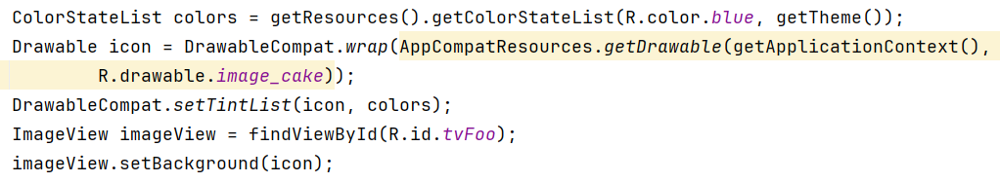 ColorStateList colors = getResources().getColorStateList(R.color.blue, getTheme());
Drawable icon = DrawableCompat.wrap(AppCompatResources.getDrawable(getApplicationContext(),
        R.drawable.image_cake));
DrawableCompat.setTintList(icon, colors);
ImageView imageView = findViewById(R.id.tvFoo);
imageView.setBackground(icon);